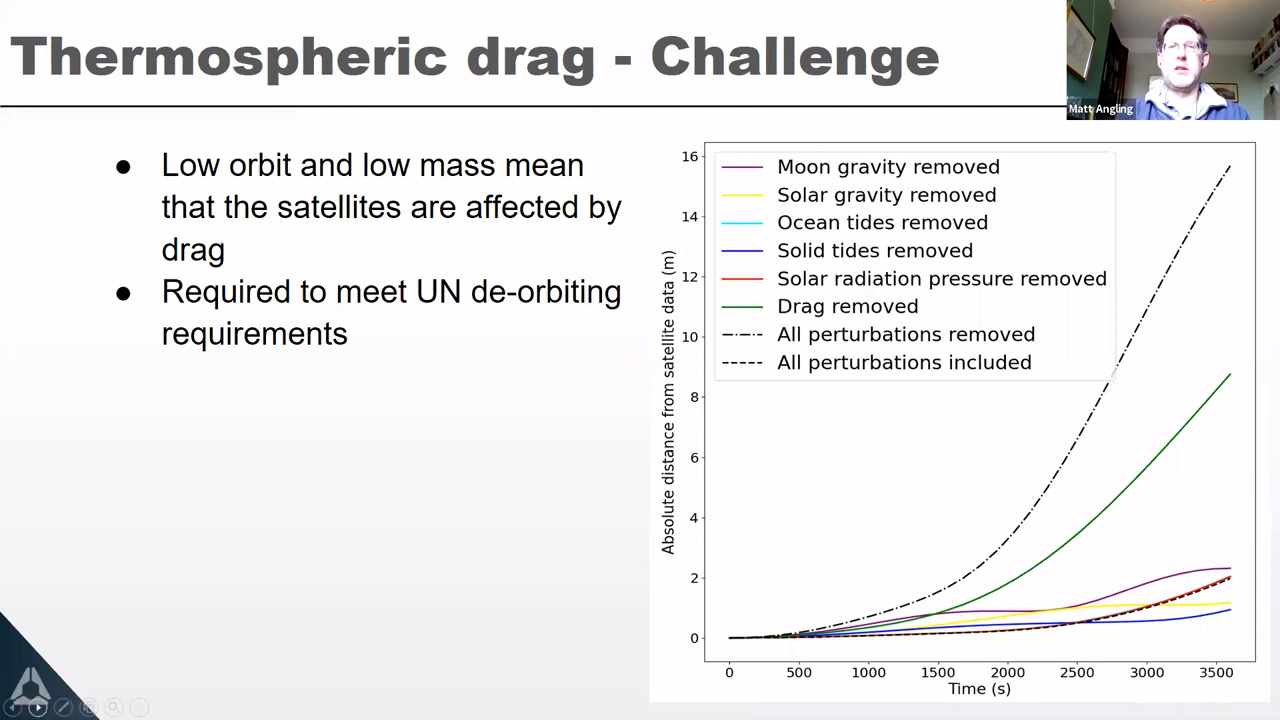 Thermospheric drag - Challenge
Matt Angling
● Low orbit and low mass mean
that the satellites are affected by
drag
● Required to meet UN de-orbiting
requirements
Absolute distance from satellite data (m)
16
14
12
10
8
6
4
2
0
Moon gravity removed
Solar gravity removed
Ocean tides removed
Solid tides removed
Solar radiation pressure removed
Drag removed
All perturbations removed
All perturbations included
0 500 1000 1500 2000 2500 3000 3500
Time (s)